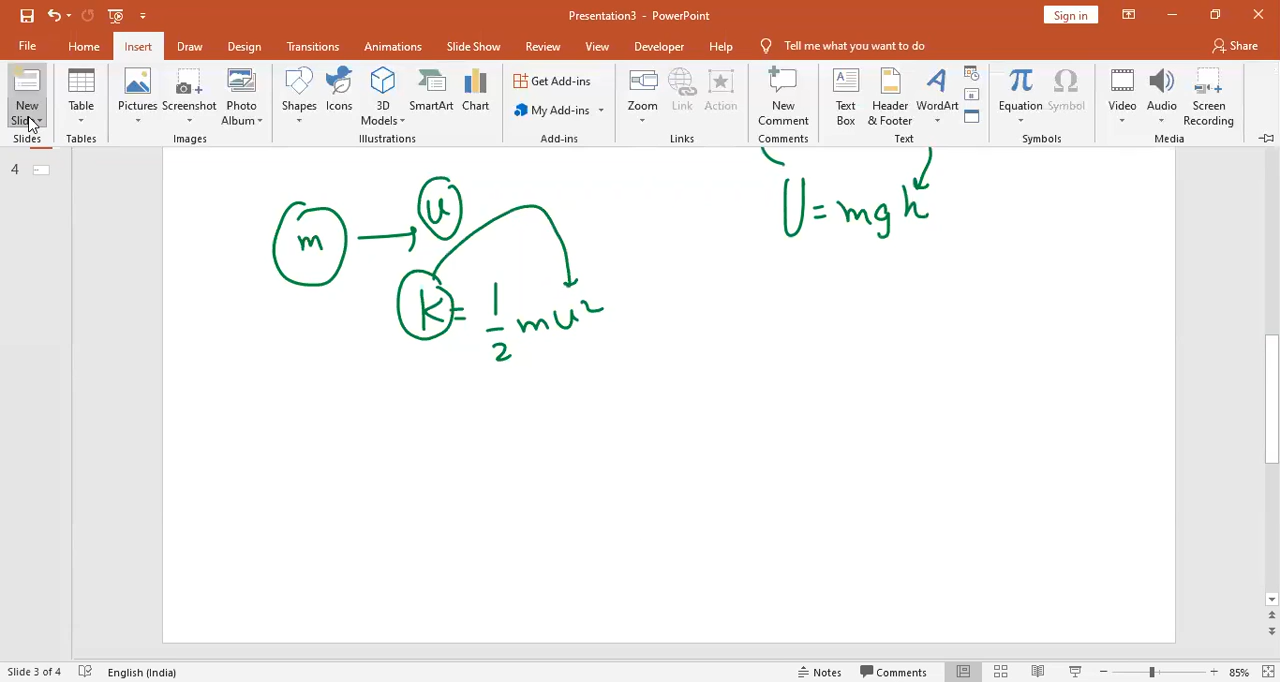 Presentation3 - PowerPoint
Sign in
File Home Insert Draw Design Transitions Animations Slide Show Review View Developer Help Tell me what you want to do Share
New Slide
Table
Pictures
Screenshot
Photo Album
Shapes
Icons
3D Models
SmartArt
Chart
Get Add-ins
My Add-ins
Zoom
Link
Action
New Comment
Text Box
Header & Footer
WordArt
Equation
Symbol
Video
Audio
Screen Recording
Slides Tables Images Illustrations Add-ins Links Comments Text Symbols Media
4
m
u
U = mgh
K = 1/2 mu²
Slide 3 of 4 English (India) Notes Comments 85%